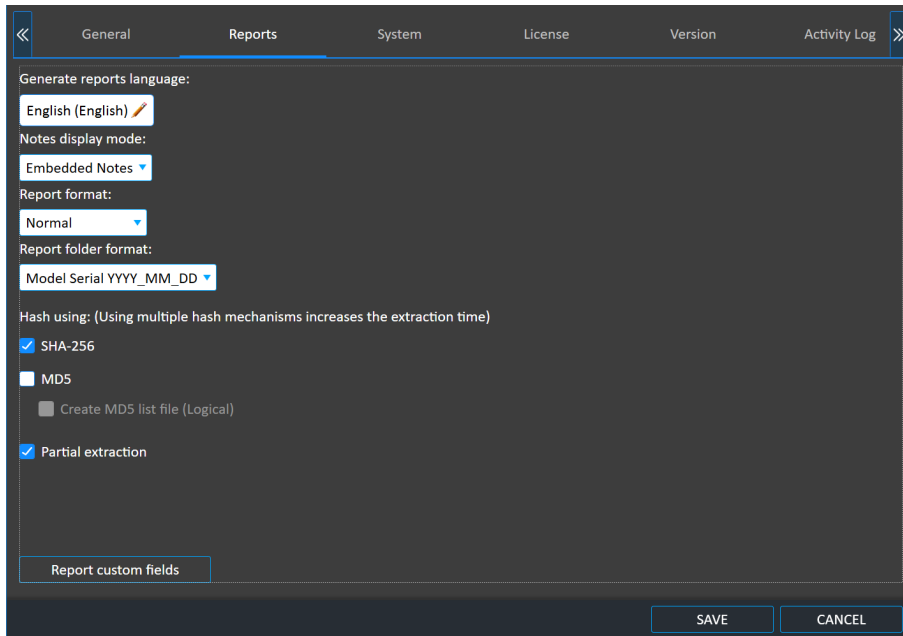 General Reports System License Version Activity Log
Generate reports language:
English (English)
Notes display mode:
Embedded Notes
Report format:
Normal
Report folder format:
Model Serial YYYY_MM_DD
Hash using: (Using multiple hash mechanisms increases the extraction time)
SHA-256
MD5
Create MD5 list file (Logical)
Partial extraction
Report custom fields
SAVE CANCEL